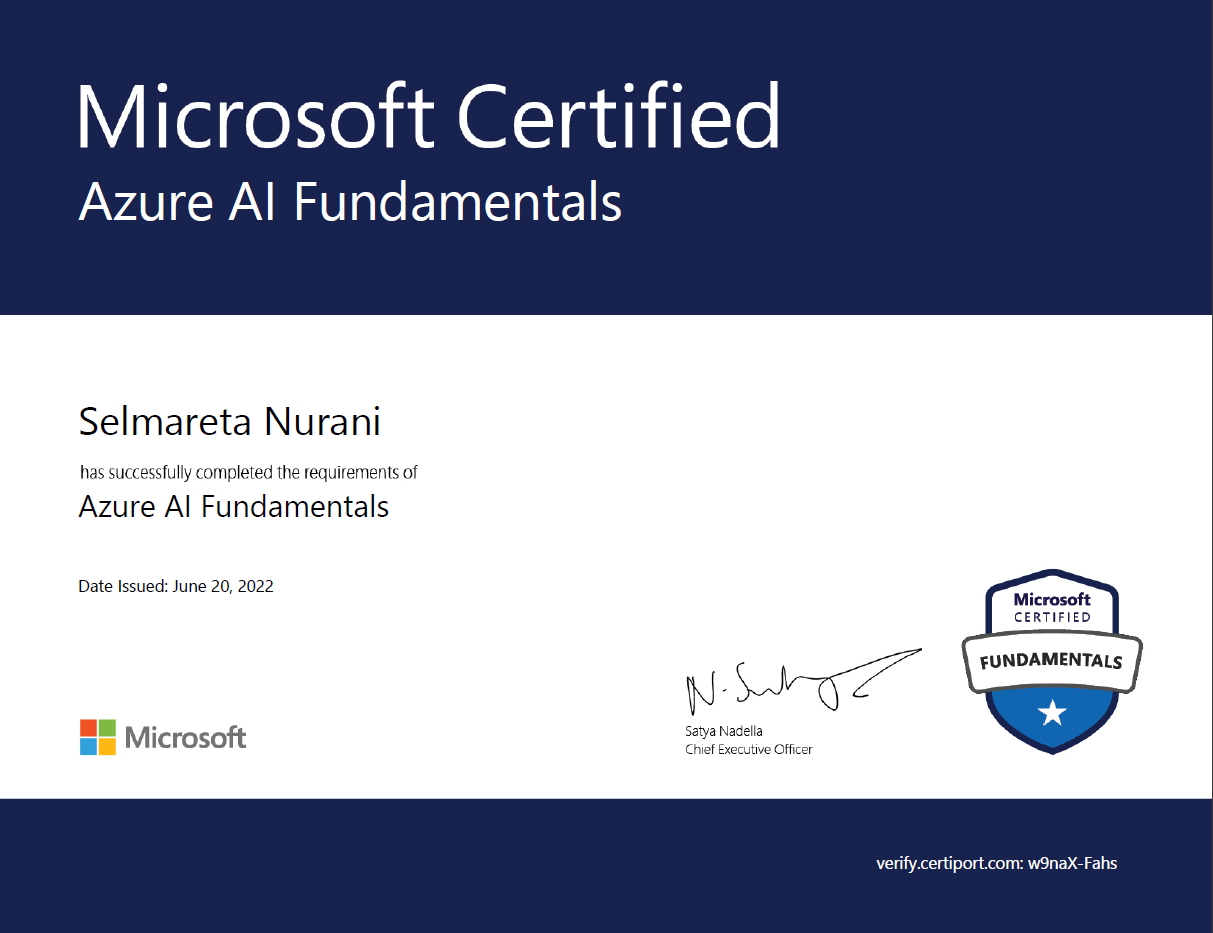 Microsoft Certified
Azure AI Fundamentals
Selmareta Nurani
has successfully completed the requirements of
Azure AI Fundamentals
Date Issued: June 20, 2022
Microsoft
CERTIFIED
FUNDAMENTALS
N. Satya
Satya Nadella
Chief Executive Officer
Microsoft
verify.certiport.com: w9naX-Fahs